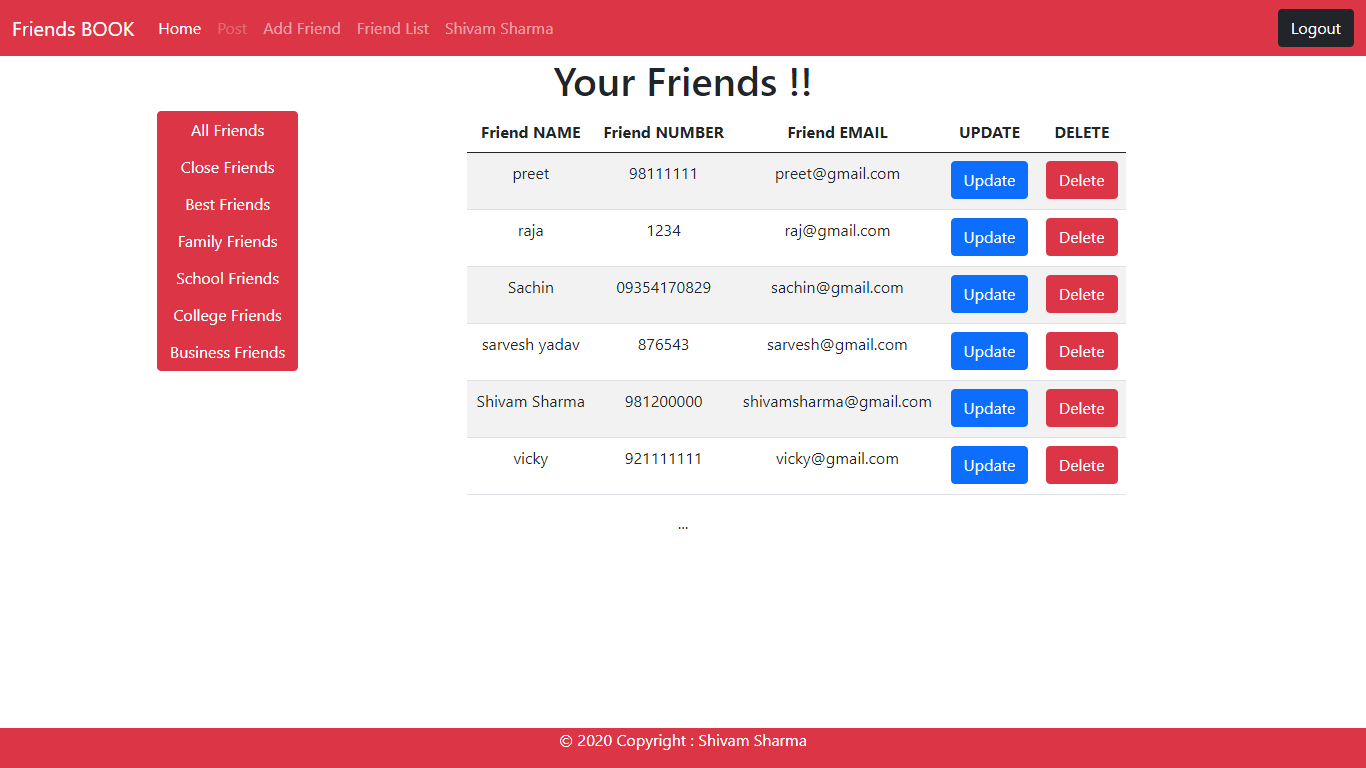 Friends BOOK Home Post Add Friend Friend List Shivam Sharma Logout
Your Friends !!
All Friends
Close Friends
Best Friends
Family Friends
School Friends
College Friends
Business Friends
Friend NAME Friend NUMBER Friend EMAIL UPDATE DELETE
preet 98111111 preet@gmail.com Update Delete
raja 1234 raj@gmail.com Update Delete
Sachin 09354170829 sachin@gmail.com Update Delete
sarvesh yadav 876543 sarvesh@gmail.com Update Delete
Shivam Sharma 981200000 shivamsharma@gmail.com Update Delete
vicky 921111111 vicky@gmail.com Update Delete
...
© 2020 Copyright : Shivam Sharma